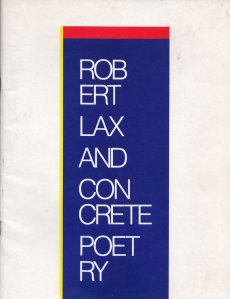 ROB
ERT
LAX
AND
CON
CRETE
POET
RY